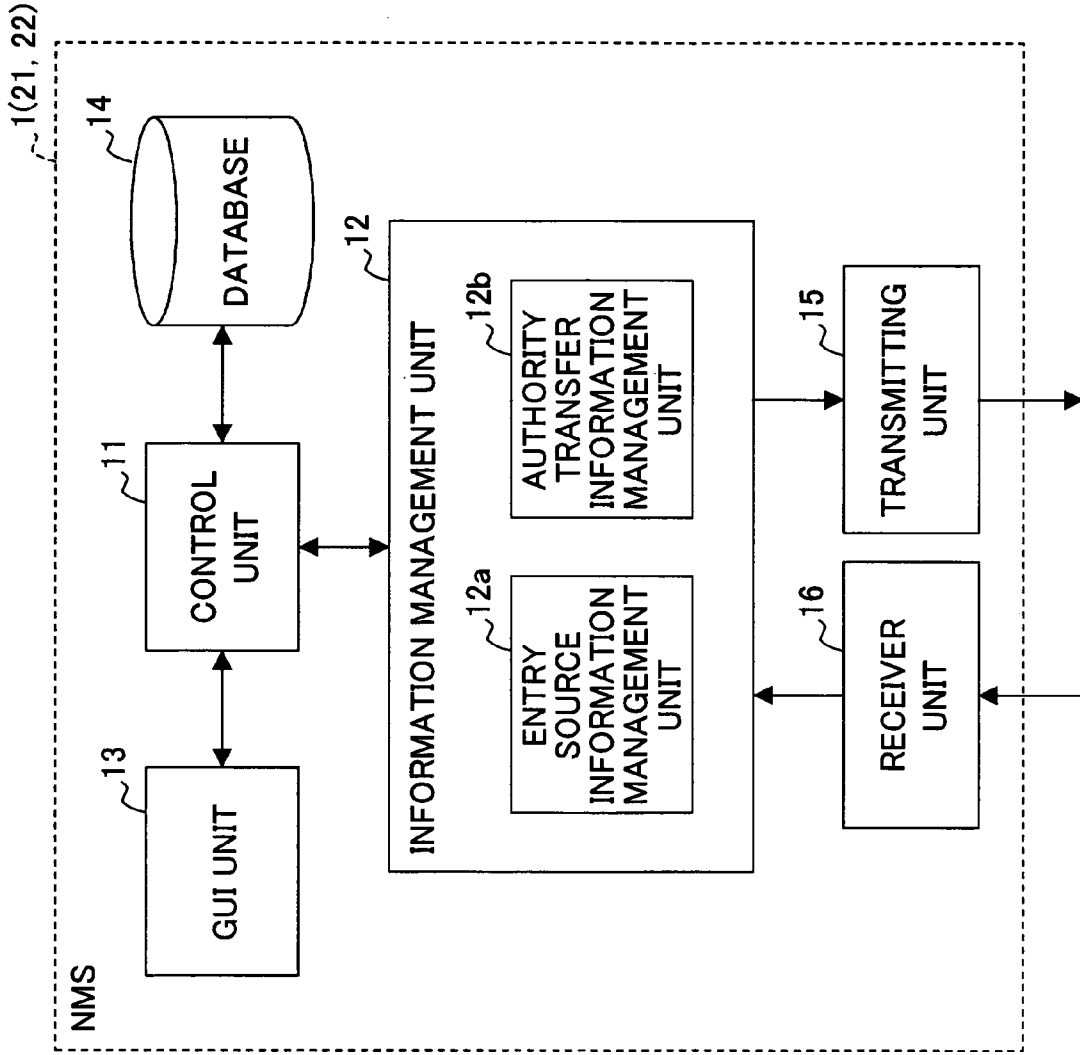 1(21, 22)
NMS
13
GUI UNIT
11
CONTROL
UNIT
14
DATABASE
12
INFORMATION MANAGEMENT UNIT
12a
ENTRY
SOURCE
INFORMATION
MANAGEMENT
UNIT
12b
AUTHORITY
TRANSFER
INFORMATION
MANAGEMENT
UNIT
16
RECEIVER
UNIT
15
TRANSMITTING
UNIT